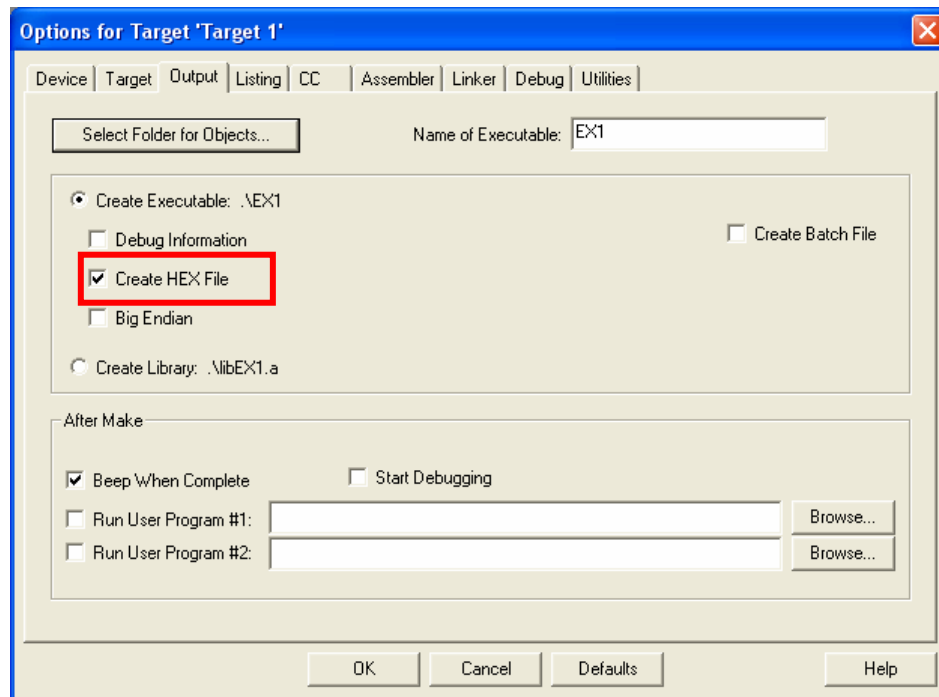 Options for Target 'Target 1'
Device Target Output Listing CC Assembler Linker Debug Utilities
Select Folder for Objects... Name of Executable: EX1
Create Executable: .\EX1
Debug Information Create Batch File
Create HEX File
Big Endian
Create Library: .\libEX1.a
After Make
Beep When Complete Start Debugging
Run User Program #1: Browse...
Run User Program #2: Browse...
OK Cancel Defaults Help